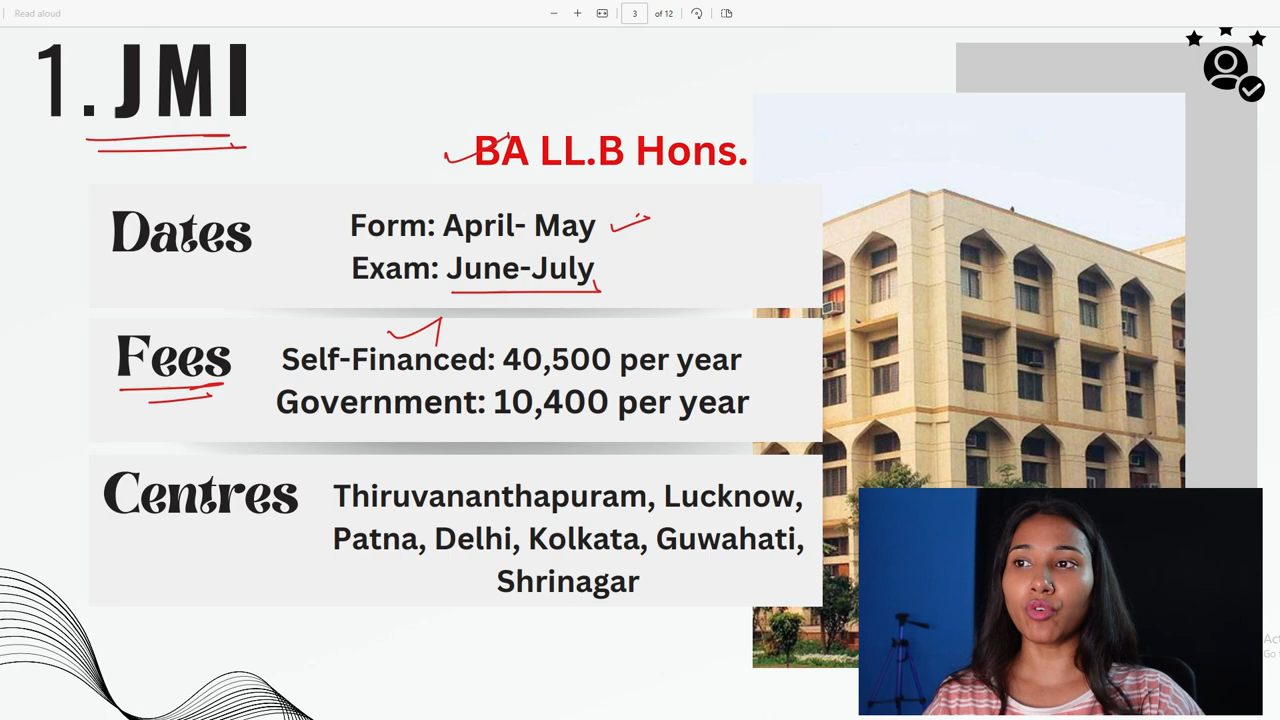 Read aloud
3 of 12
1. JMI
BA LL.B Hons.
Dates
Form: April- May
Exam: June-July
Fees
Self-Financed: 40,500 per year
Government: 10,400 per year
Centres
Thiruvananthapuram, Lucknow,
Patna, Delhi, Kolkata, Guwahati,
Shrinagar